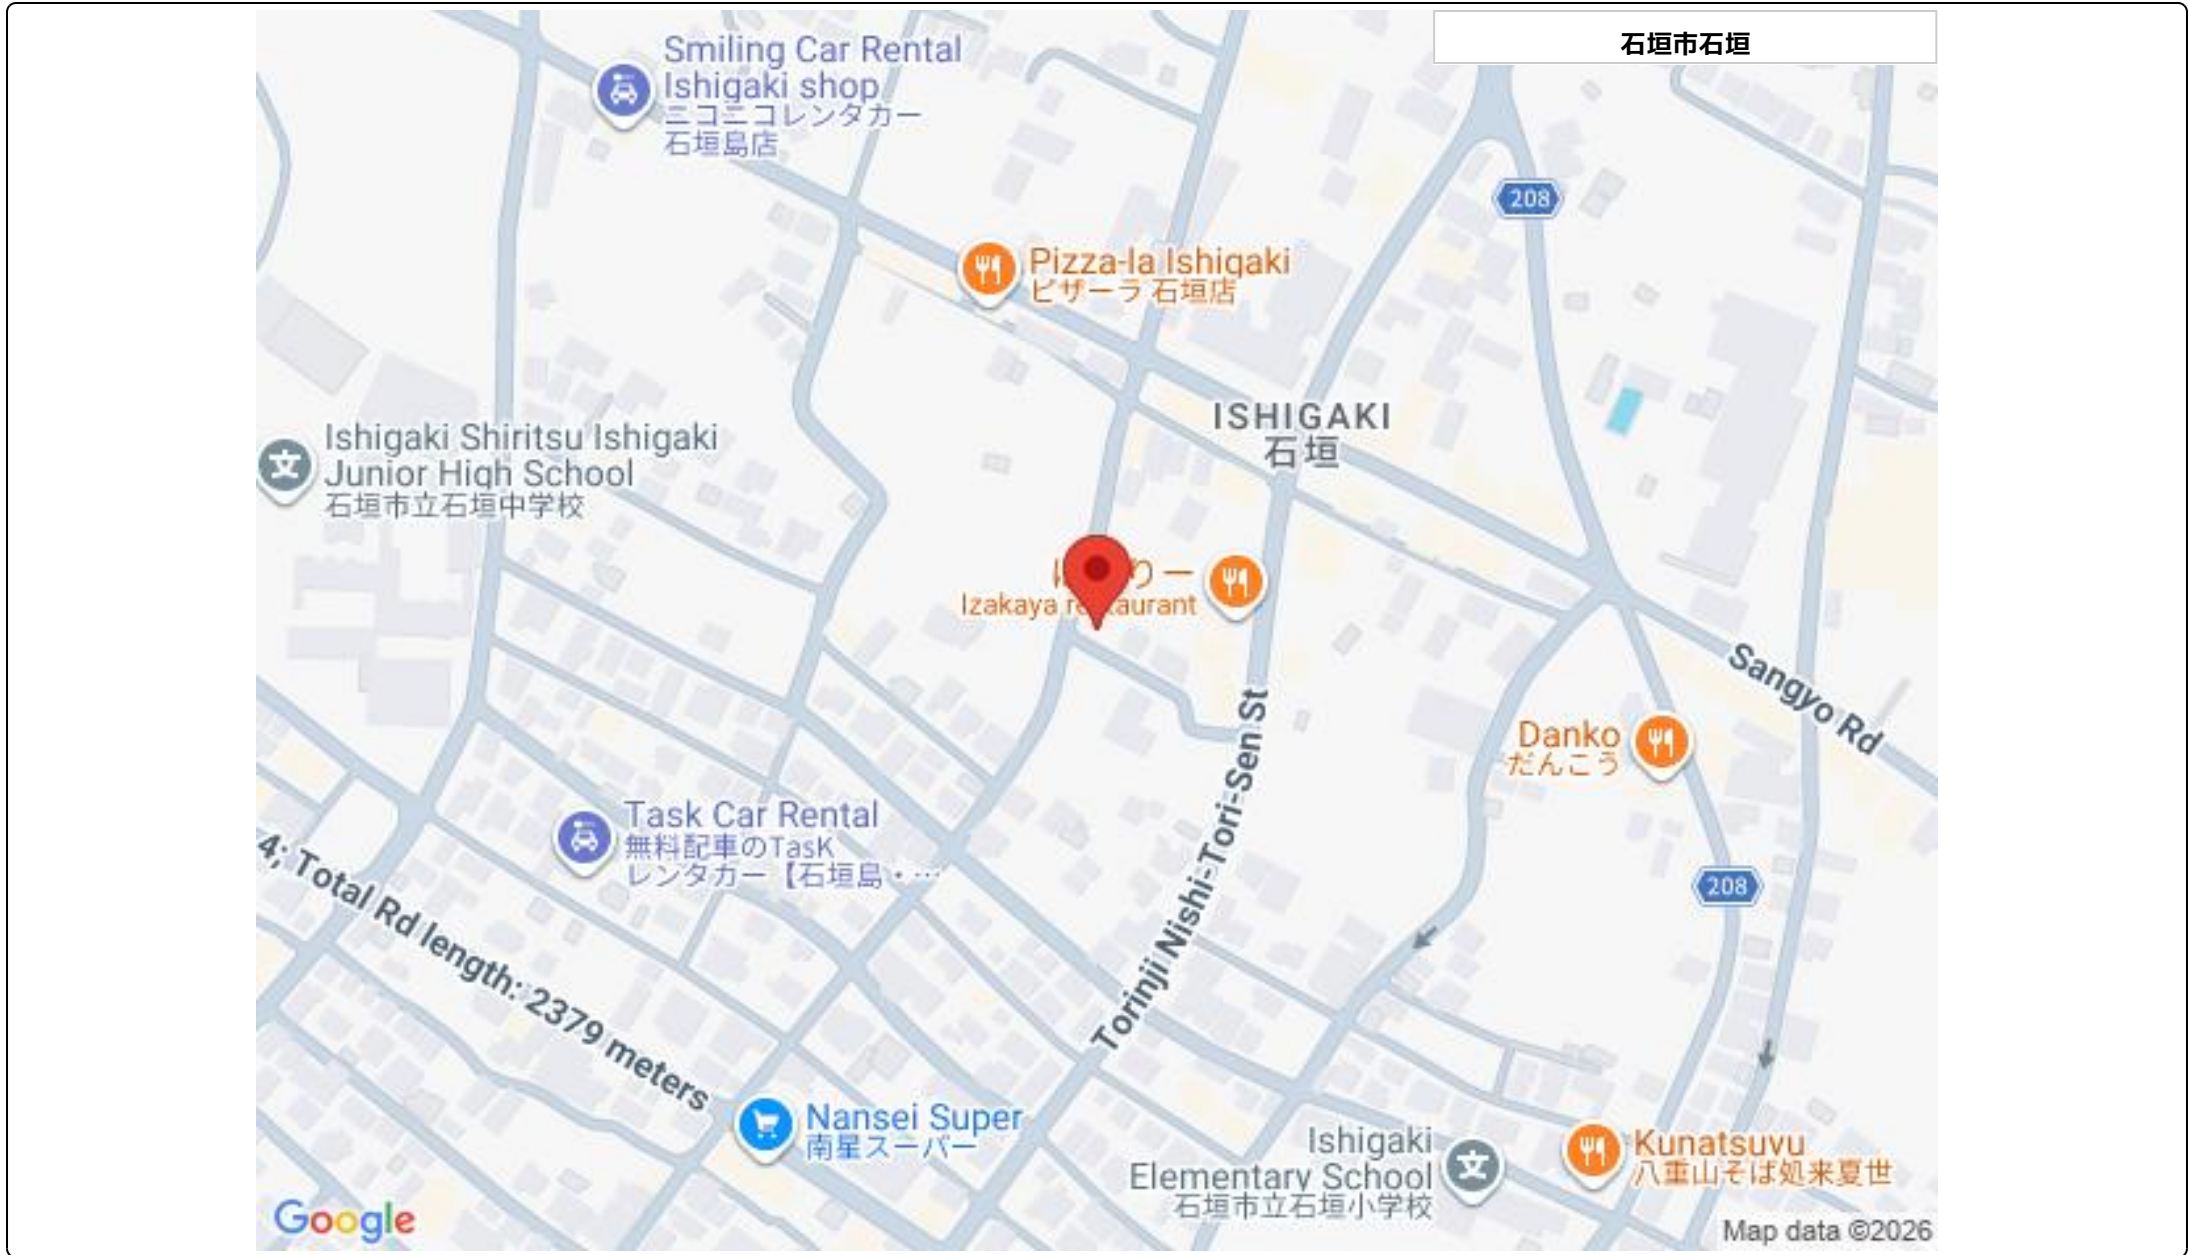 石垣市石垣
Smiling Car Rental
Ishigaki shop
ニコニコレンタカー
石垣島店
208
Pizza-la Ishigaki
ピザーラ 石垣店
ISHIGAKI
石垣
Ishigaki Shiritsu Ishigaki
Junior High School
石垣市立石垣中学校
りー
Izakaya restaurant
Sangyo Rd
Danko
だんこう
Torinji Nishi-Tori-Sen St
Task Car Rental
無料配車のTasK
レンタカー【石垣島・…
208
4; Total Rd length: 2379 meters
Nansei Super
南星スーパー
Ishigaki
Elementary School
石垣市立石垣小学校
Kunatsuvu
八重山そば処来夏世
Google
Map data ©2026